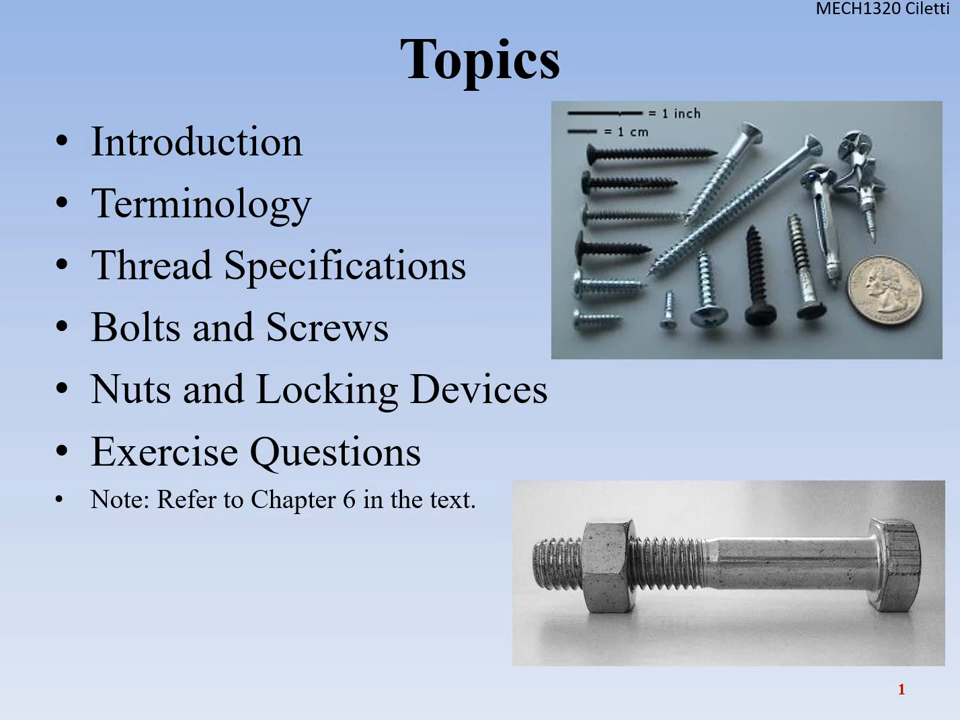 MECH1320 Ciletti
Topics
• Introduction
• Terminology
• Thread Specifications
• Bolts and Screws
• Nuts and Locking Devices
• Exercise Questions
• Note: Refer to Chapter 6 in the text.
= 1 inch
= 1 cm
1